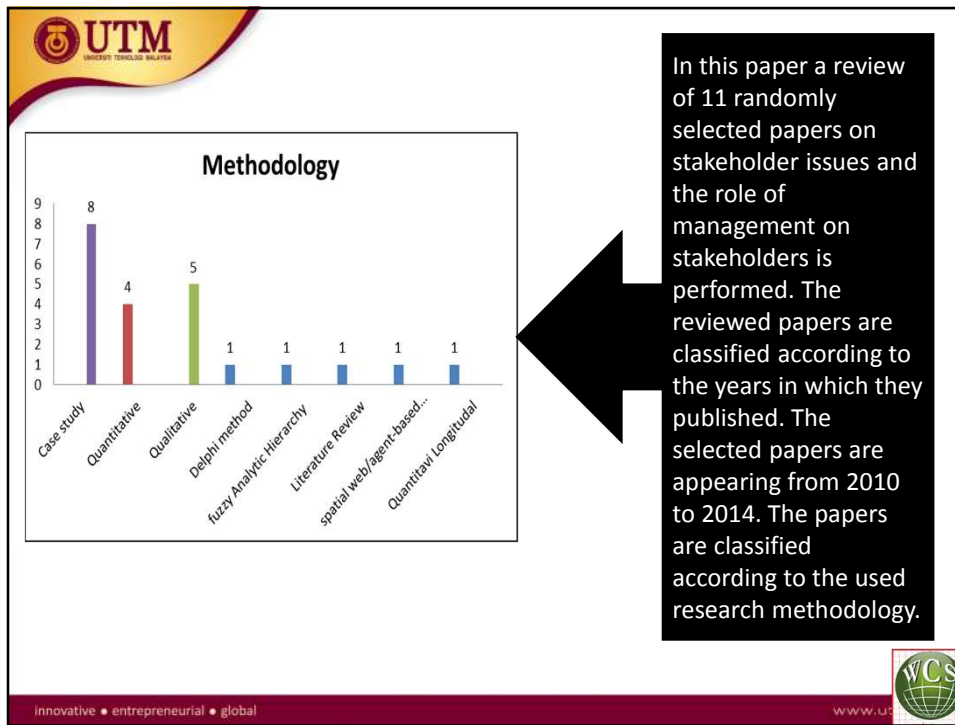 UTM
UNIVERSITI TEKNOLOGI MALAYSIA
Methodology
9
8
7
6
5
4
3
2
1
0
8
4
5
1
1
1
1
1
Case study
Quantitative
Qualitative
Delphi method
fuzzy Analytic Hierarchy
Literature Review
spatial web/agent-based...
Quantitavi Longitudal
In this paper a review
of 11 randomly
selected papers on
stakeholder issues and
the role of
management on
stakeholders is
performed. The
reviewed papers are
classified according to
the years in which they
published. The
selected papers are
appearing from 2010
to 2014. The papers
are classified
according to the used
research methodology.
innovative ● entrepreneurial ● global
www.ut
WCS